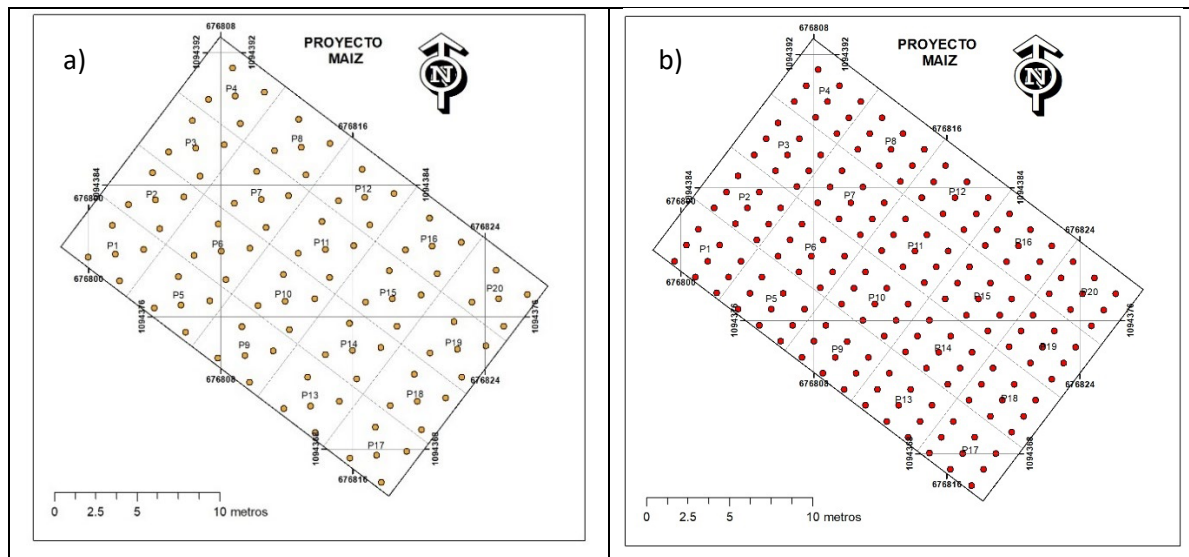 a)
PROYECTO
MAIZ
N
676808
1094392
1094392
P4
P8
676816
P3
P12
1094384
1094384
P2
P7
676800
P16
676824
P1
P6
P11
676800
P5
P10
P15
P20
1094376
1094376
P9
P14
P19
676808
676824
P13
P18
P17
1094368
1094368
676816
0 2.5 5 10 metros
b)
PROYECTO
MAIZ
N
676808
1094392
1094392
P4
P8
676816
P3
P12
1094384
1094384
P2
P7
676800
P16
676824
P1
P6
P11
676800
P5
P10
P15
P20
1094376
1094376
P9
P14
P19
676808
676824
P13
P18
P17
1094368
1094368
676816
0 2.5 5 10 metros